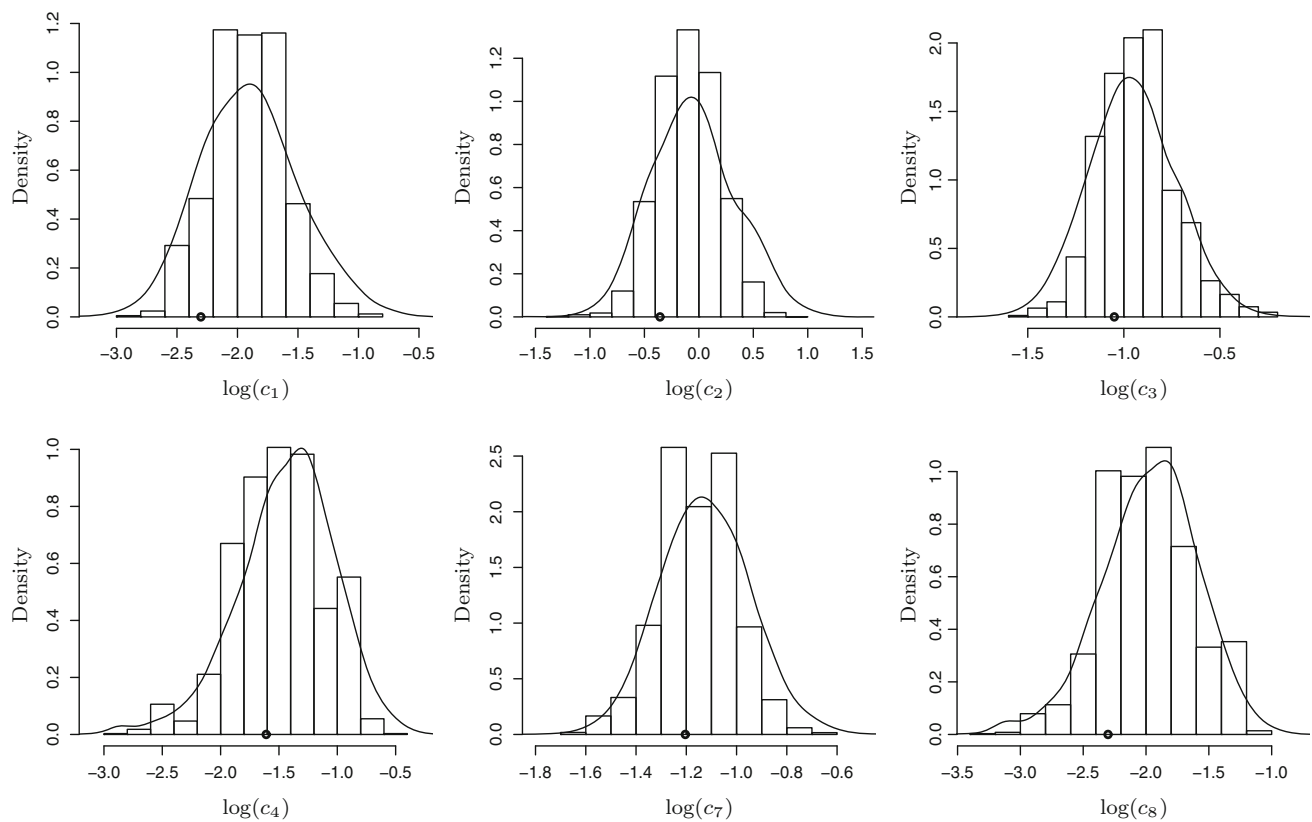 Density
0.0 0.2 0.4 0.6 0.8 1.0 1.2
−3.0 −2.5 −2.0 −1.5 −1.0 −0.5
log(c₁)
Density
0.0 0.2 0.4 0.6 0.8 1.0 1.2
−1.5 −1.0 −0.5 0.0 0.5 1.0 1.5
log(c₂)
Density
0.0 0.5 1.0 1.5 2.0
−1.5 −1.0 −0.5
log(c₃)
Density
0.0 0.2 0.4 0.6 0.8 1.0
−3.0 −2.5 −2.0 −1.5 −1.0 −0.5
log(c₄)
Density
0.0 0.5 1.0 1.5 2.0 2.5
−1.8 −1.6 −1.4 −1.2 −1.0 −0.8 −0.6
log(c₇)
Density
0.0 0.2 0.4 0.6 0.8 1.0
−3.5 −3.0 −2.5 −2.0 −1.5 −1.0
log(c₈)